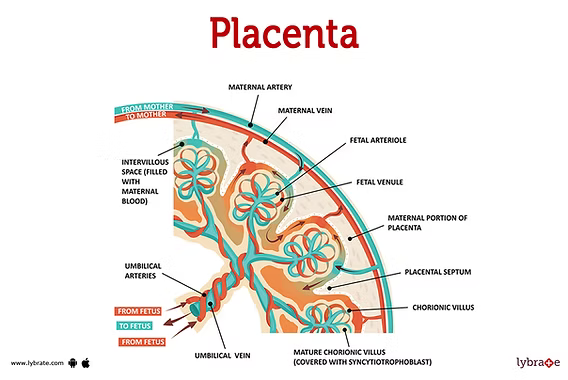 Placenta
MATERNAL ARTERY
FROM MOTHER
TO MOTHER
MATERNAL VEIN
FETAL ARTERIOLE
INTERVILLOUS
SPACE (FILLED
WITH
MATERNAL
BLOOD)
FETAL VENULE
MATERNAL PORTION OF
PLACENTA
UMBILICAL
ARTERIES
PLACENTAL SEPTUM
CHORIONIC VILLUS
FROM FETUS
TO FETUS
FROM FETUS
UMBILICAL VEIN
MATURE CHORIONIC VILLUS
(COVERED WITH SYNCYTIOTROPHOBLAST)
www.lybrate.com
lybrate